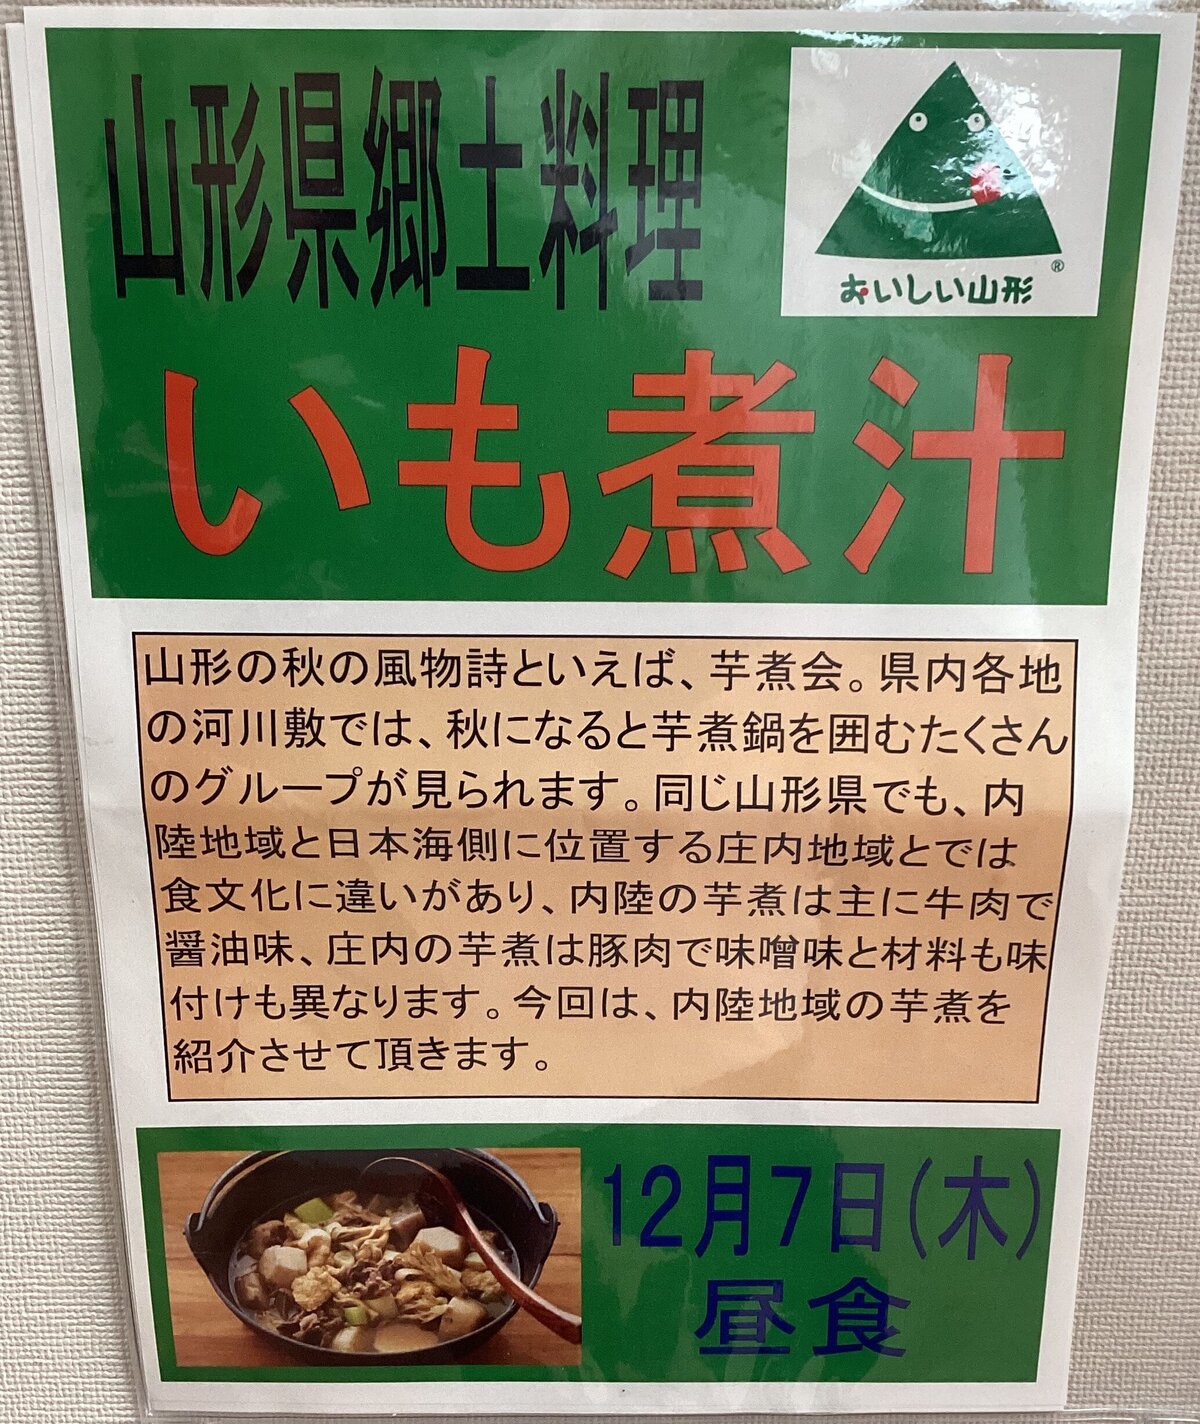 山形県郷土料理
おいしい山形
®
いも煮汁
山形の秋の風物詩といえば、芋煮会。県内各地
の河川敷では、秋になると芋煮鍋を囲むたくさん
のグループが見られます。同じ山形県でも、内
陸地域と日本海側に位置する庄内地域とでは
食文化に違いがあり、内陸の芋煮は主に牛肉で
醤油味、庄内の芋煮は豚肉で味噌味と材料も味
付けも異なります。今回は、内陸地域の芋煮を
紹介させて頂きます。
12月7日(木)
昼食